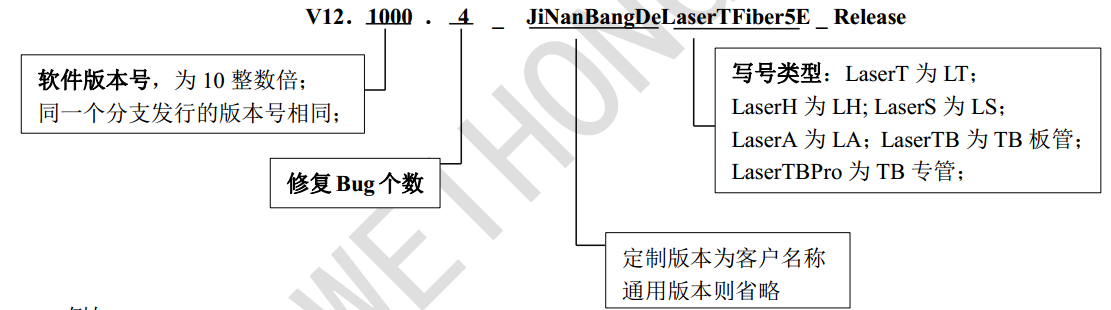 V12. 1000 . 4 _ JiNanBangDeLaserTFiber5E _ Release
软件版本号，为 10 整数倍；
同一个分支发行的版本号相同；
写号类型：LaserT 为 LT；
LaserH 为 LH; LaserS 为 LS；
LaserA 为 LA；LaserTB 为 TB 板管；
LaserTBPro 为 TB 专管；
修复 Bug 个数
定制版本为客户名称
通用版本则省略
WEIHONG